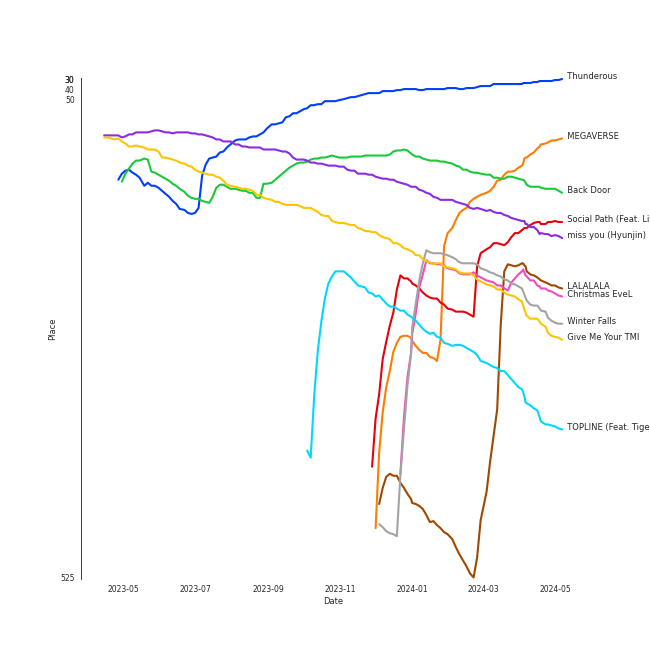 30
30
40
50
525
Place
2023-05
2023-07
2023-09
2023-11
2024-01
2024-03
2024-05
Date
Thunderous
MEGAVERSE
Back Door
Social Path (Feat. Li
miss you (Hyunjin)
LALALALA
Christmas EveL
Winter Falls
Give Me Your TMI
TOPLINE (Feat. Tige